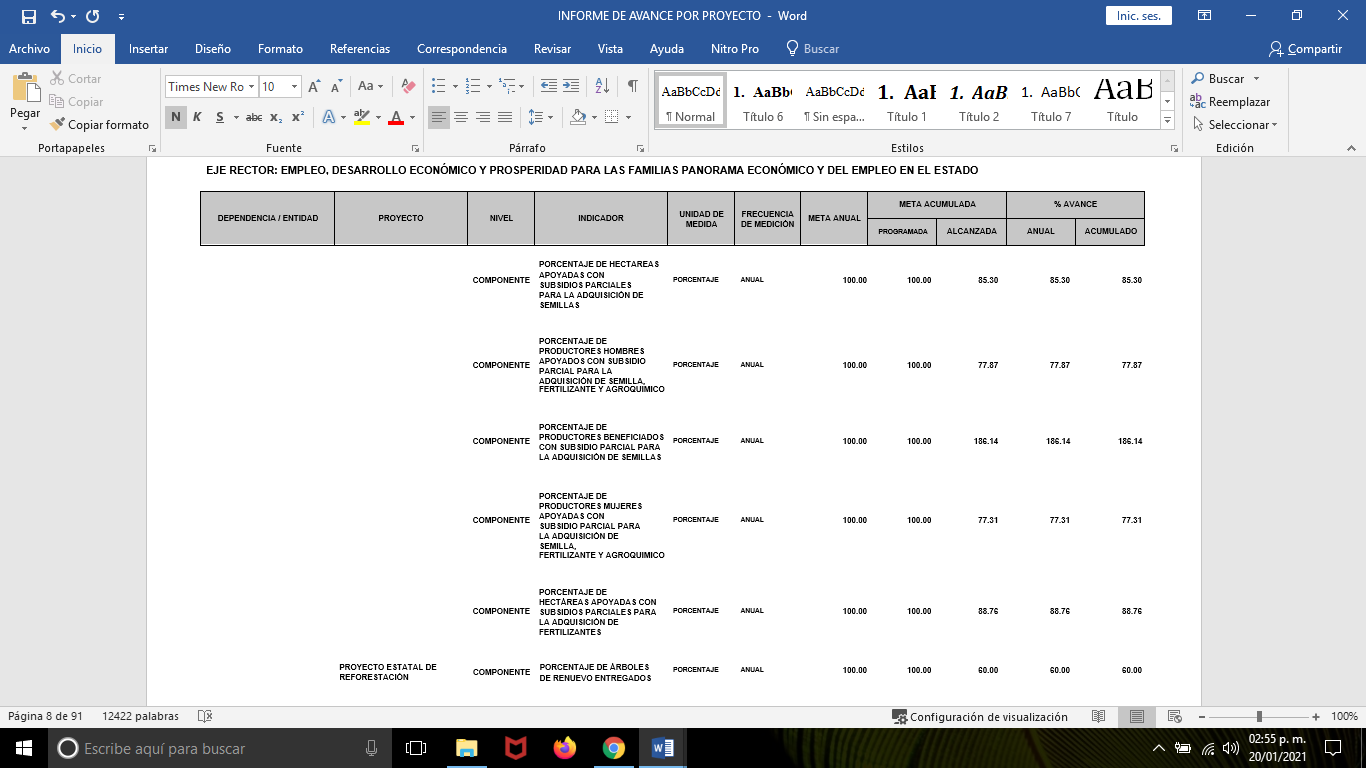 INFORME DE AVANCE POR PROYECTO - Word
Inic. ses.
Archivo Inicio Insertar Diseño Formato Referencias Correspondencia Revisar Vista Ayuda Nitro Pro Buscar Compartir
Pegar
Cortar
Copiar
Copiar formato
Portapapeles
Times New Ro 10
Aa
N K S abc x₂ x²
Fuente
Párrafo
AaBbCcDd 1. AaBb( AaBbCcDd 1. AaB 1. AaB 1. AaBb( AaB
¶ Normal Título 6 ¶ Sin espa... Título 1 Título 2 Título 7 Título
Estilos
Buscar
Reemplazar
Seleccionar
Edición
EJE RECTOR: EMPLEO, DESARROLLO ECONÓMICO Y PROSPERIDAD PARA LAS FAMILIAS PANORAMA ECONÓMICO Y DEL EMPLEO EN EL ESTADO
DEPENDENCIA / ENTIDAD PROYECTO NIVEL INDICADOR UNIDAD DE MEDIDA FRECUENCIA DE MEDICIÓN META ANUAL META ACUMULADA % AVANCE
PROGRAMADA ALCANZADA ANUAL ACUMULADO
PORCENTAJE DE HECTAREAS
APOYADAS CON
SUBSIDIOS PARCIALES
PARA LA ADQUISICIÓN DE
SEMILLAS
COMPONENTE PORCENTAJE ANUAL 100.00 100.00 85.30 85.30 85.30
PORCENTAJE DE
PRODUCTORES HOMBRES
APOYADOS CON SUBSIDIO
PARCIAL PARA LA
ADQUISICIÓN DE SEMILLA,
FERTILIZANTE Y AGROQUIMICO
COMPONENTE PORCENTAJE ANUAL 100.00 100.00 77.87 77.87 77.87
PORCENTAJE DE
PRODUCTORES BENEFICIADOS
CON SUBSIDIO PARCIAL PARA
LA ADQUISICIÓN DE SEMILLAS
COMPONENTE PORCENTAJE ANUAL 100.00 100.00 186.14 186.14 186.14
PORCENTAJE DE
PRODUCTORES MUJERES
APOYADAS CON
SUBSIDIO PARCIAL PARA
LA ADQUISICIÓN DE
SEMILLA,
FERTILIZANTE Y AGROQUIMICO
COMPONENTE PORCENTAJE ANUAL 100.00 100.00 77.31 77.31 77.31
PORCENTAJE DE
HECTÁREAS APOYADAS CON
SUBSIDIOS PARCIALES PARA
LA ADQUISICIÓN DE
FERTILIZANTES
COMPONENTE PORCENTAJE ANUAL 100.00 100.00 88.76 88.76 88.76
PROYECTO ESTATAL DE
REFORESTACIÓN
COMPONENTE
PORCENTAJE DE ÁRBOLES
DE RENUEVO ENTREGADOS
PORCENTAJE ANUAL 100.00 100.00 60.00 60.00 60.00
Página 8 de 91 12422 palabras Configuración de visualización 100%
Escribe aquí para buscar
02:55 p. m.
20/01/2021